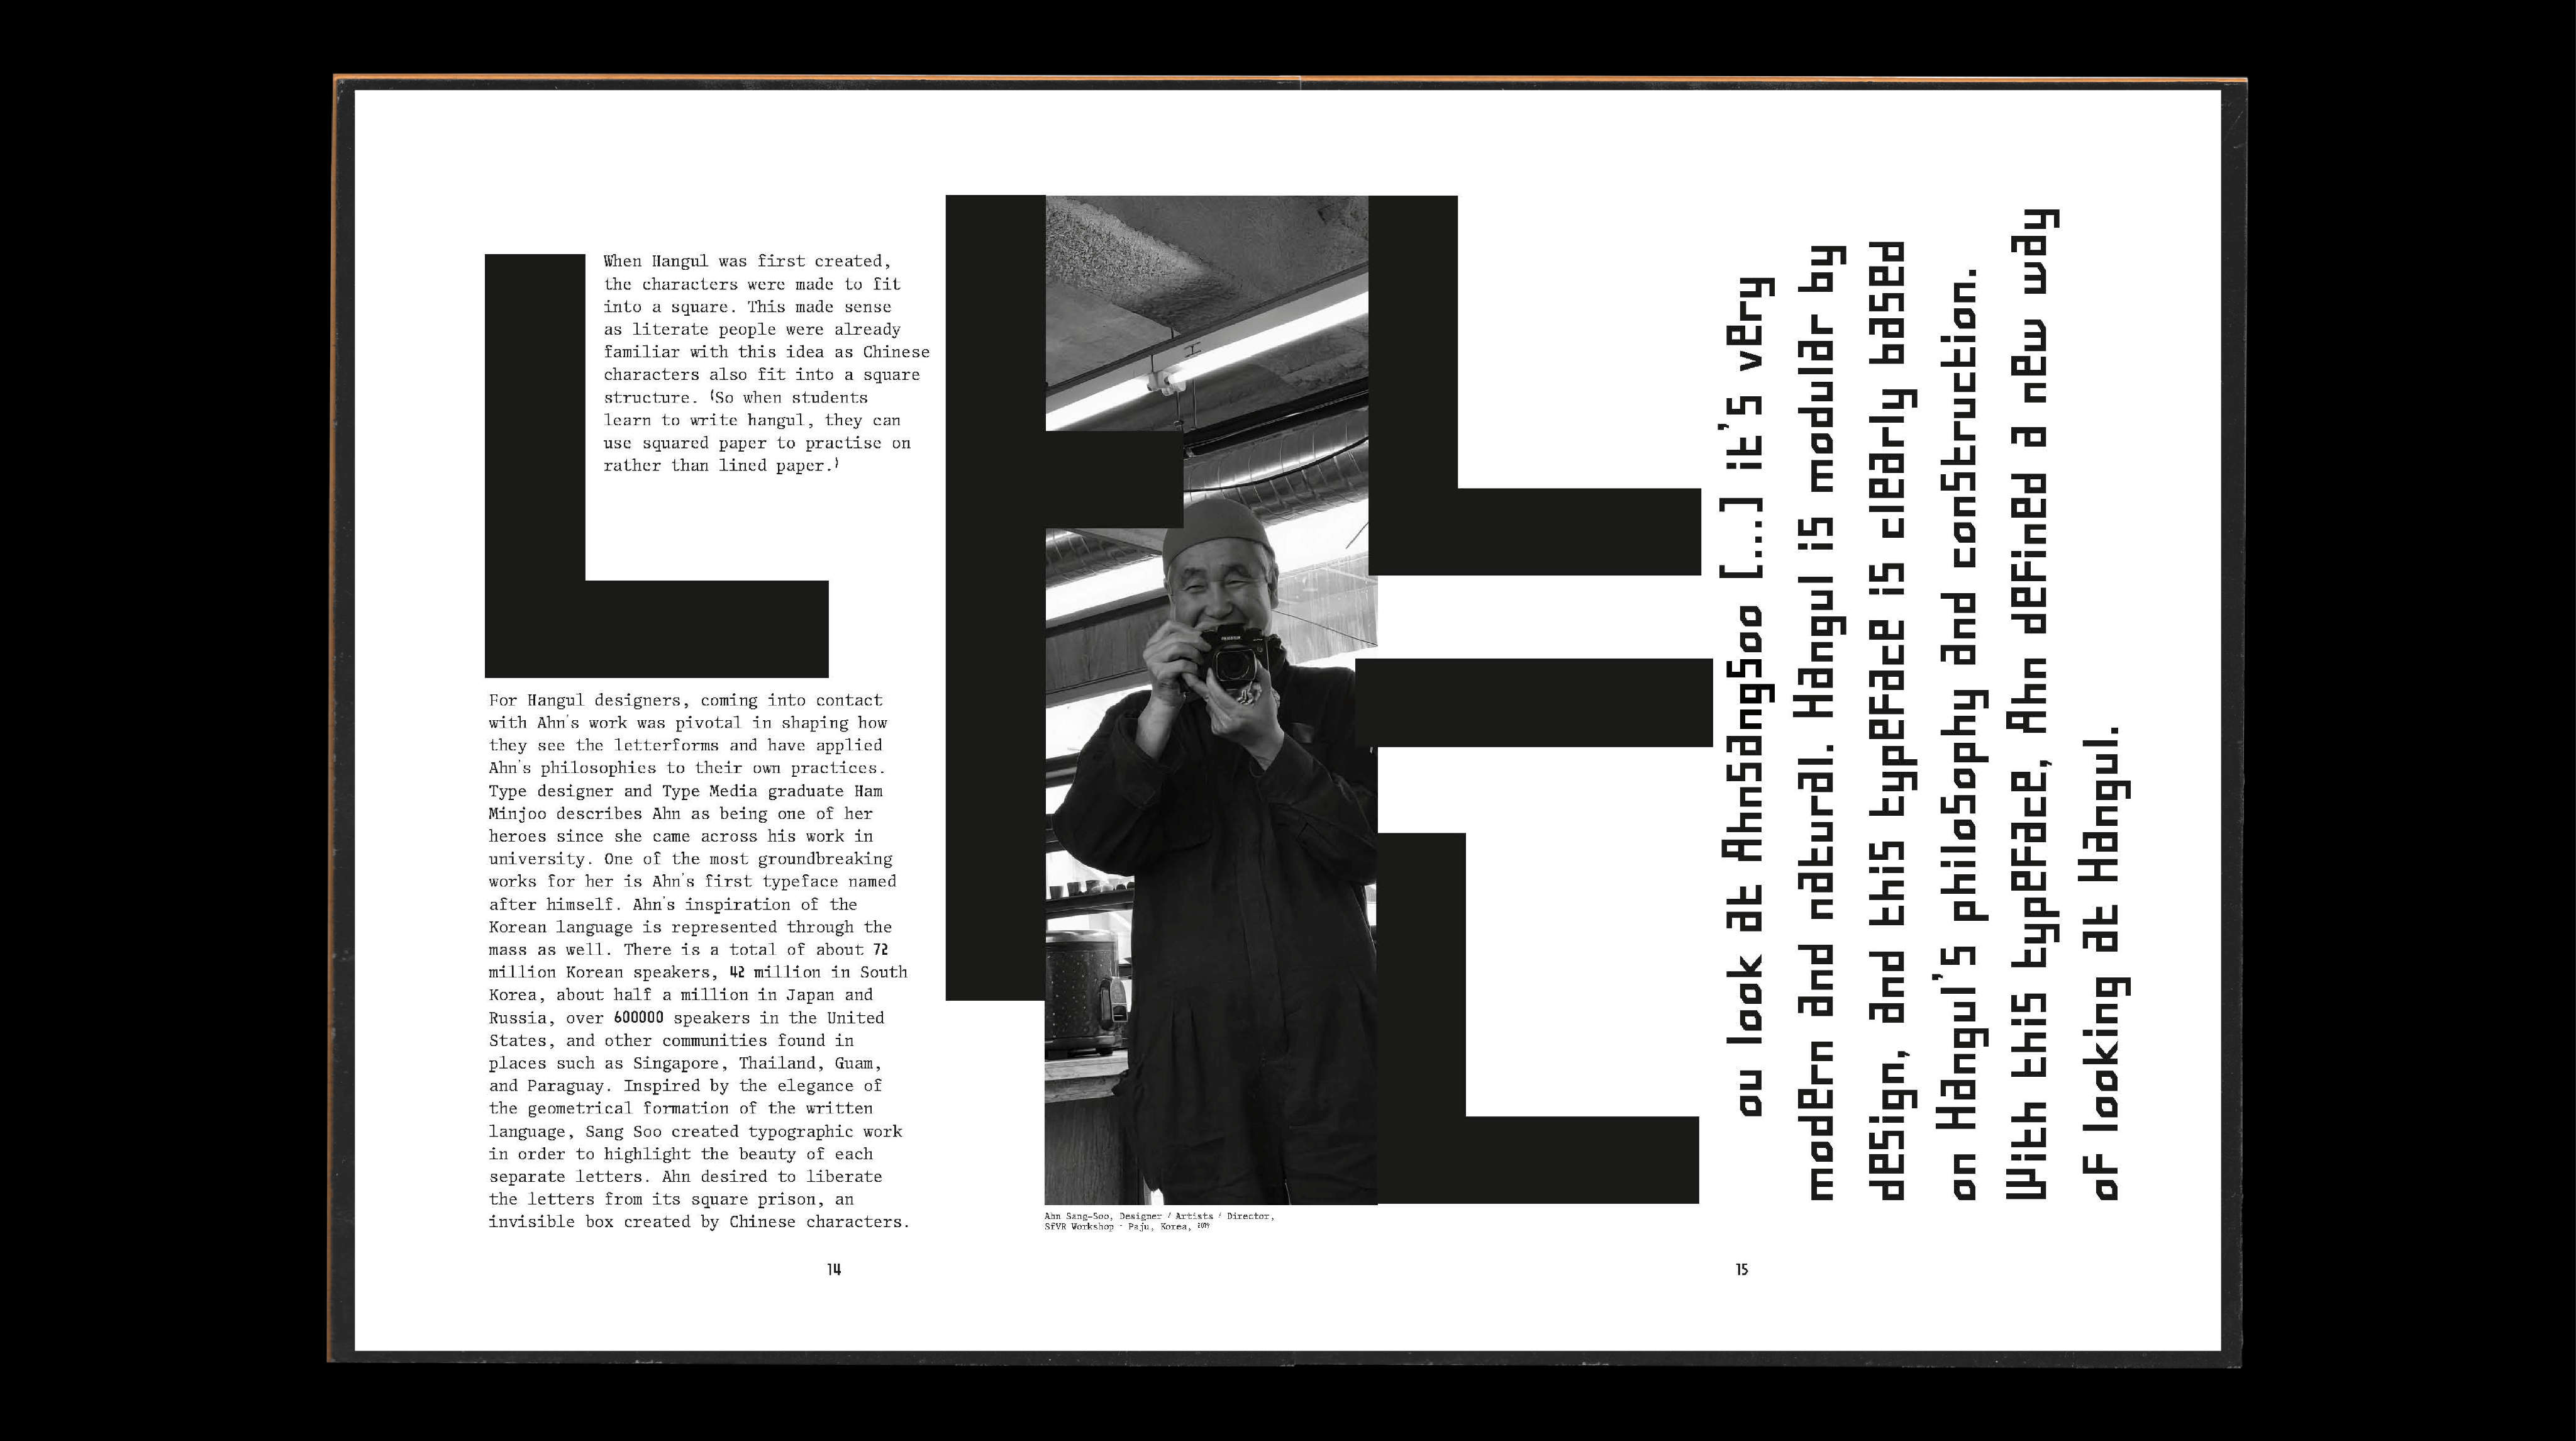 When Hangul was first created,
the characters were made to fit
into a square. This made sense
as literate people were already
familiar with this idea as Chinese
characters also fit into a square
structure. (So when students
learn to write hangul, they can
use squared paper to practise on
rather than lined paper.)
나는
For Hangul designers, coming into contact
with Ahn's work was pivotal in shaping how
they see the letterforms and have applied
Ahn's philosophies to their own practices.
Type designer and Type Media graduate Ham
Minjoo describes Ahn as being one of her
heroes since she came across his work in
university. One of the most groundbreaking
works for her is Ahn's first typeface named
after himself. Ahn's inspiration of the
Korean language is represented through the
mass as well. There is a total of about 72
million Korean speakers, 42 million in South
Korea, about half a million in Japan and
Russia, over 600000 speakers in the United
States, and other communities found in
places such as Singapore, Thailand, Guam,
and Paraguay. Inspired by the elegance of
the geometrical formation of the written
language, Sang Soo created typographic work
in order to highlight the beauty of each
separate letters. Ahn desired to liberate
the letters from its square prison, an
invisible box created by Chinese characters.
14
FUJIFILM
Ahn Sang-Soo, Designer / Artists / Director,
SfVR Workshop - Paju, Korea, 2019
ou look at AhnSangSoo [...] it's very
modern and natural. Hangul is modular by
design, and this typeface is clearly based
on Hangul's philosophy and construction.
With this typeface, Ahn defined a new way
of looking at Hangul.
15